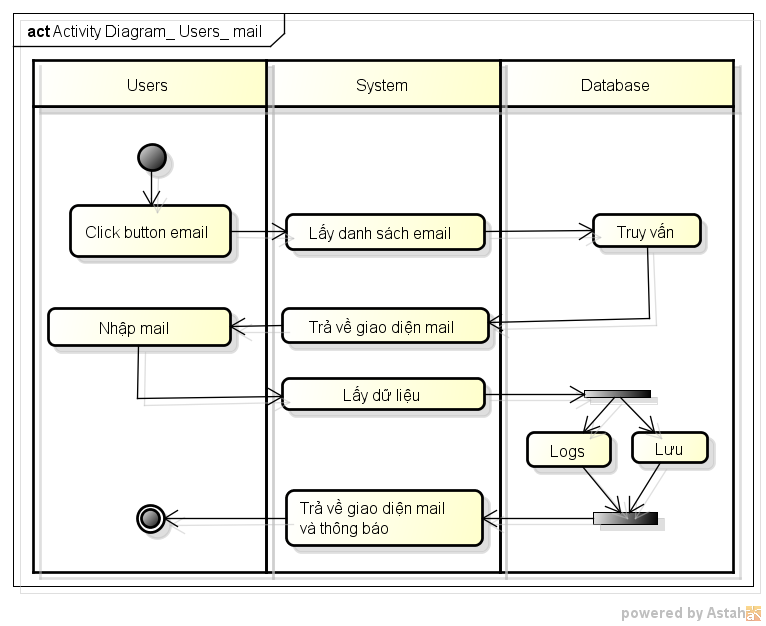 act Activity Diagram_ Users_ mail
Users
System
Database
Click button email
Lấy danh sách email
Truy vấn
Nhập mail
Trả về giao diện mail
Lấy dữ liệu
Logs
Lưu
Trả về giao diện mail
và thông báo
powered by Astah